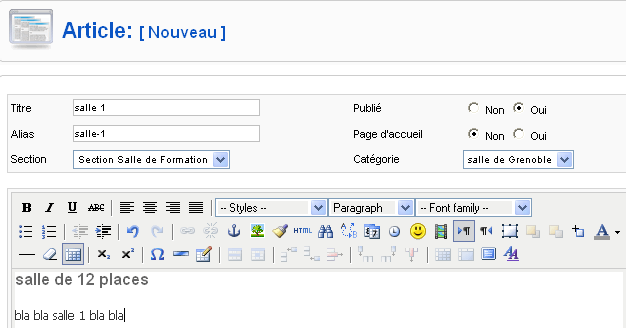 Article: [ Nouveau ]
Titre salle 1 Publié Non Oui
Alias salle-1 Page d'accueil Non Oui
Section Section Salle de Formation Catégorie salle de Grenoble
B I U ABC -- Styles -- Paragraph -- Font family --
HTML
salle de 12 places
bla bla salle 1 bla bla